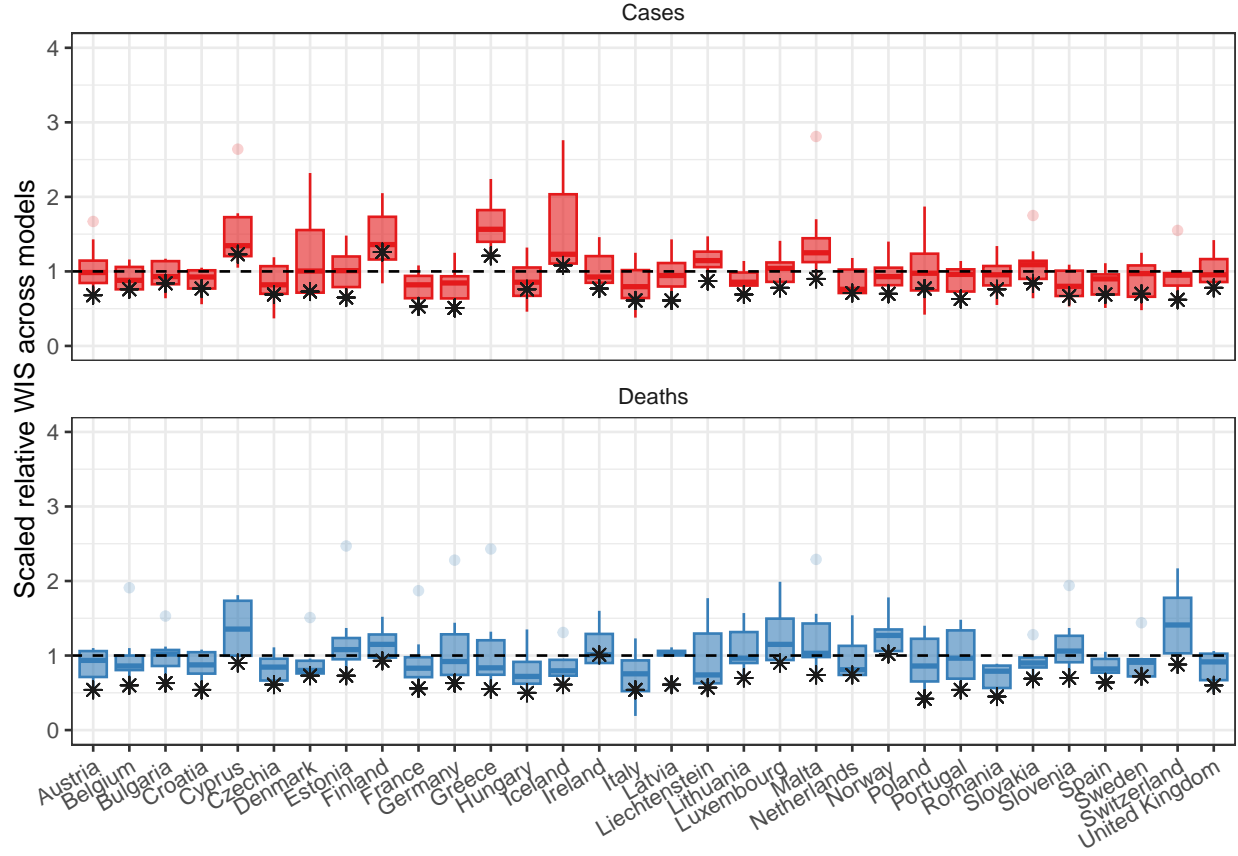 Cases
4
3
2
1
0
Scaled relative WIS across models
Deaths
4
3
2
1
0
Austria
Belgium
Bulgaria
Croatia
Cyprus
Czechia
Denmark
Estonia
Finland
France
Germany
Greece
Hungary
Iceland
Ireland
Italy
Latvia
Liechtenstein
Lithuania
Luxembourg
Malta
Netherlands
Norway
Poland
Portugal
Romania
Slovakia
Slovenia
Spain
Sweden
Switzerland
United Kingdom